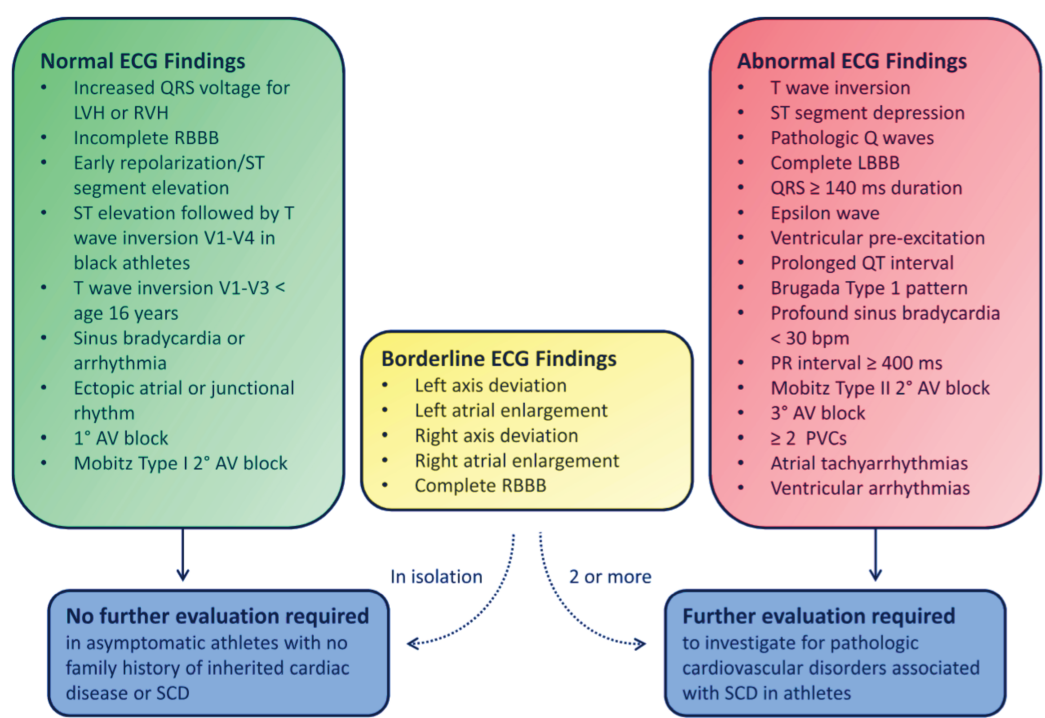 Normal ECG Findings
• Increased QRS voltage for
LVH or RVH
• Incomplete RBBB
• Early repolarization/ST
segment elevation
• ST elevation followed by T
wave inversion V1-V4 in
black athletes
• T wave inversion V1-V3 <
age 16 years
• Sinus bradycardia or
arrhythmia
• Ectopic atrial or junctional
rhythm
• 1° AV block
• Mobitz Type I 2° AV block
Borderline ECG Findings
• Left axis deviation
• Left atrial enlargement
• Right axis deviation
• Right atrial enlargement
• Complete RBBB
Abnormal ECG Findings
• T wave inversion
• ST segment depression
• Pathologic Q waves
• Complete LBBB
• QRS ≥ 140 ms duration
• Epsilon wave
• Ventricular pre-excitation
• Prolonged QT interval
• Brugada Type 1 pattern
• Profound sinus bradycardia
< 30 bpm
• PR interval ≥ 400 ms
• Mobitz Type II 2° AV block
• 3° AV block
• ≥ 2 PVCs
• Atrial tachyarrhythmias
• Ventricular arrhythmias
In isolation
2 or more
No further evaluation required
in asymptomatic athletes with no
family history of inherited cardiac
disease or SCD
Further evaluation required
to investigate for pathologic
cardiovascular disorders associated
with SCD in athletes